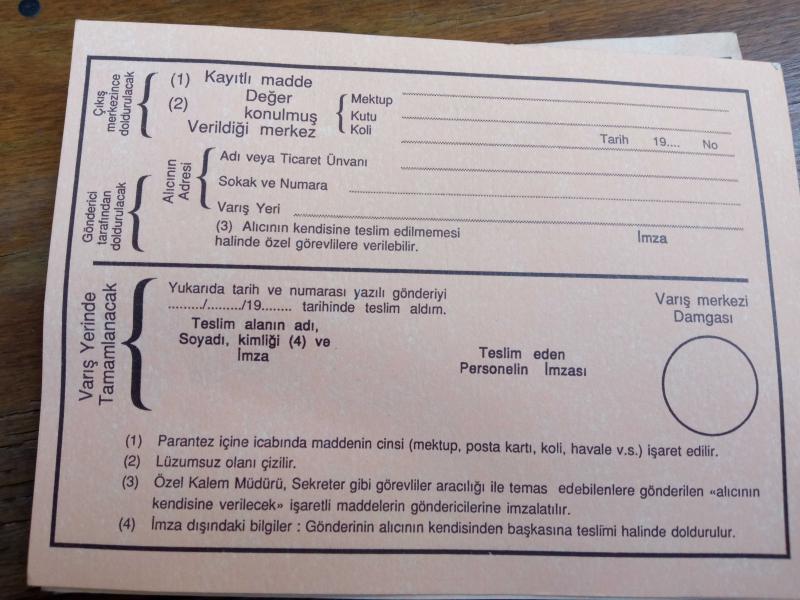 Çıkış
merkezince
doldurulacak
(1) Kayıtlı madde
(2) Değer
konulmuş
Verildiği merkez
Mektup
Kutu
Koli
Tarih 19.... No
Gönderici
tarafından
doldurulacak
Alıcının
Adresi
Adı veya Ticaret Ünvanı
Sokak ve Numara
Varış Yeri
(3) Alıcının kendisine teslim edilmemesi
halinde özel görevlilere verilebilir.
İmza
Varış Yerinde
Tamamlanacak
Yukarıda tarih ve numarası yazılı gönderiyi
........./........./19........ tarihinde teslim aldım.
Teslim alanın adı,
Soyadı, kimliği (4) ve
İmza
Teslim eden
Personelin İmzası
Varış merkezi
Damgası
(1) Parantez içine icabında maddenin cinsi (mektup, posta kartı, koli, havale v.s.) işaret edilir.
(2) Lüzumsuz olanı çizilir.
(3) Özel Kalem Müdürü, Sekreter gibi görevliler aracılığı ile temas edebilenlere gönderilen «alıcının
kendisine verilecek» işaretli maddelerin göndericilerine imzalatılır.
(4) İmza dışındaki bilgiler : Gönderinin alıcının kendisinden başkasına teslimi halinde doldurulur.